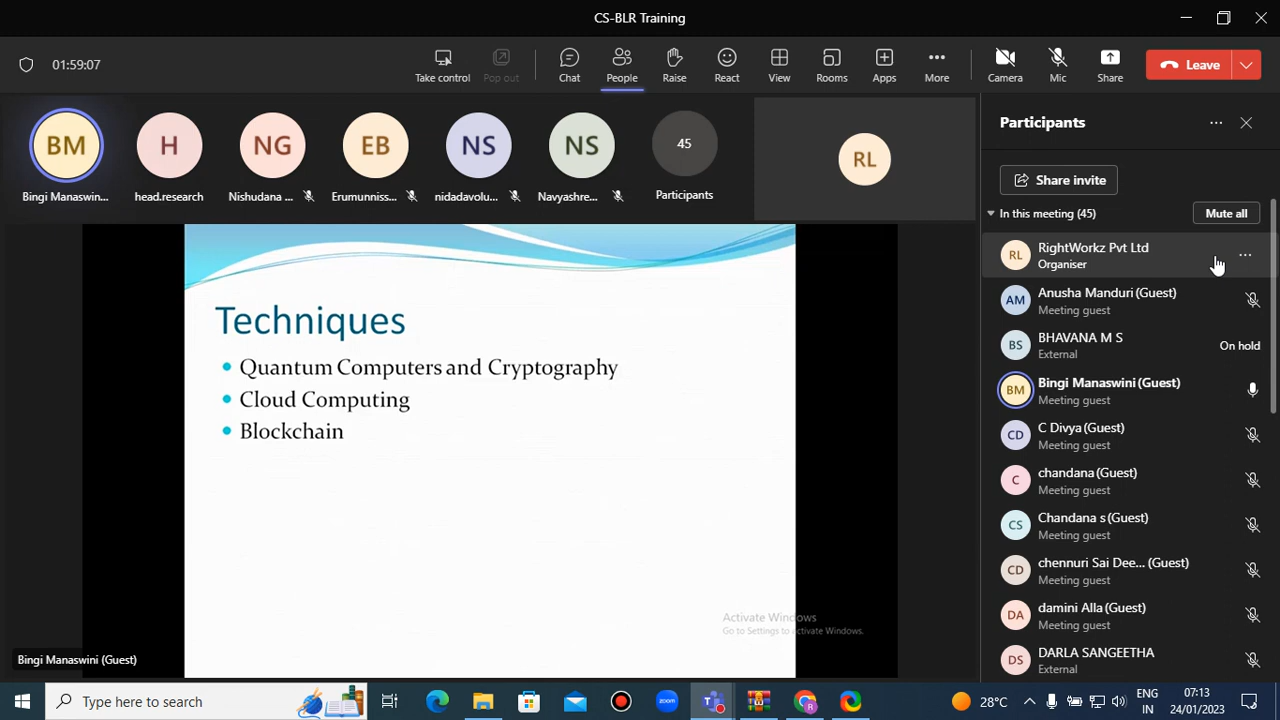 CS-BLR Training
01:59:07
Take control
Pop out
Chat
People
Raise
React
View
Rooms
Apps
More
Camera
Mic
Share
Leave
BM
H
NG
EB
NS
NS
45
RL
Bingi Manaswin...
head.research
Nishudana ...
Erumunniss...
nidadavolu...
Navyashre...
Participants
Techniques
Quantum Computers and Cryptography
Cloud Computing
Blockchain
Activate Windows
Go to Settings to activate Windows.
Bingi Manaswini (Guest)
Participants
Share invite
In this meeting (45)
Mute all
RL
RightWorkz Pvt Ltd
Organiser
AM
Anusha Manduri (Guest)
Meeting guest
BS
BHAVANA M S
External
On hold
BM
Bingi Manaswini (Guest)
Meeting guest
CD
C Divya (Guest)
Meeting guest
C
chandana (Guest)
Meeting guest
CS
Chandana s (Guest)
Meeting guest
CD
chennuri Sai Dee... (Guest)
Meeting guest
DA
damini Alla (Guest)
Meeting guest
DS
DARLA SANGEETHA
External
Type here to search
zoom
28°C
ENG
IN
07:13
24/01/2023